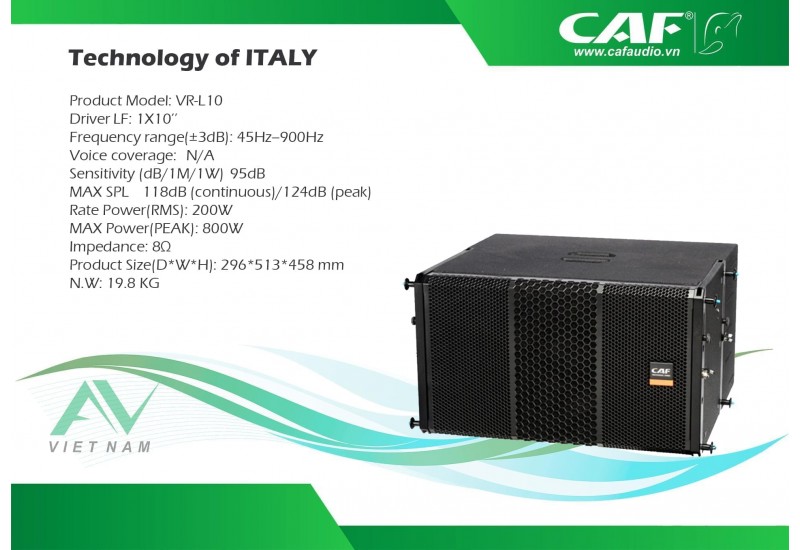 CAF®
www.cafaudio.vn
Technology of ITALY
Product Model: VR-L10
Driver LF: 1X10’’
Frequency range(±3dB): 45Hz–900Hz
Voice coverage: N/A
Sensitivity (dB/1M/1W) 95dB
MAX SPL 118dB (continuous)/124dB (peak)
Rate Power(RMS): 200W
MAX Power(PEAK): 800W
Impedance: 8Ω
Product Size(D*W*H): 296*513*458 mm
N.W: 19.8 KG
CAF
AV
VIET NAM